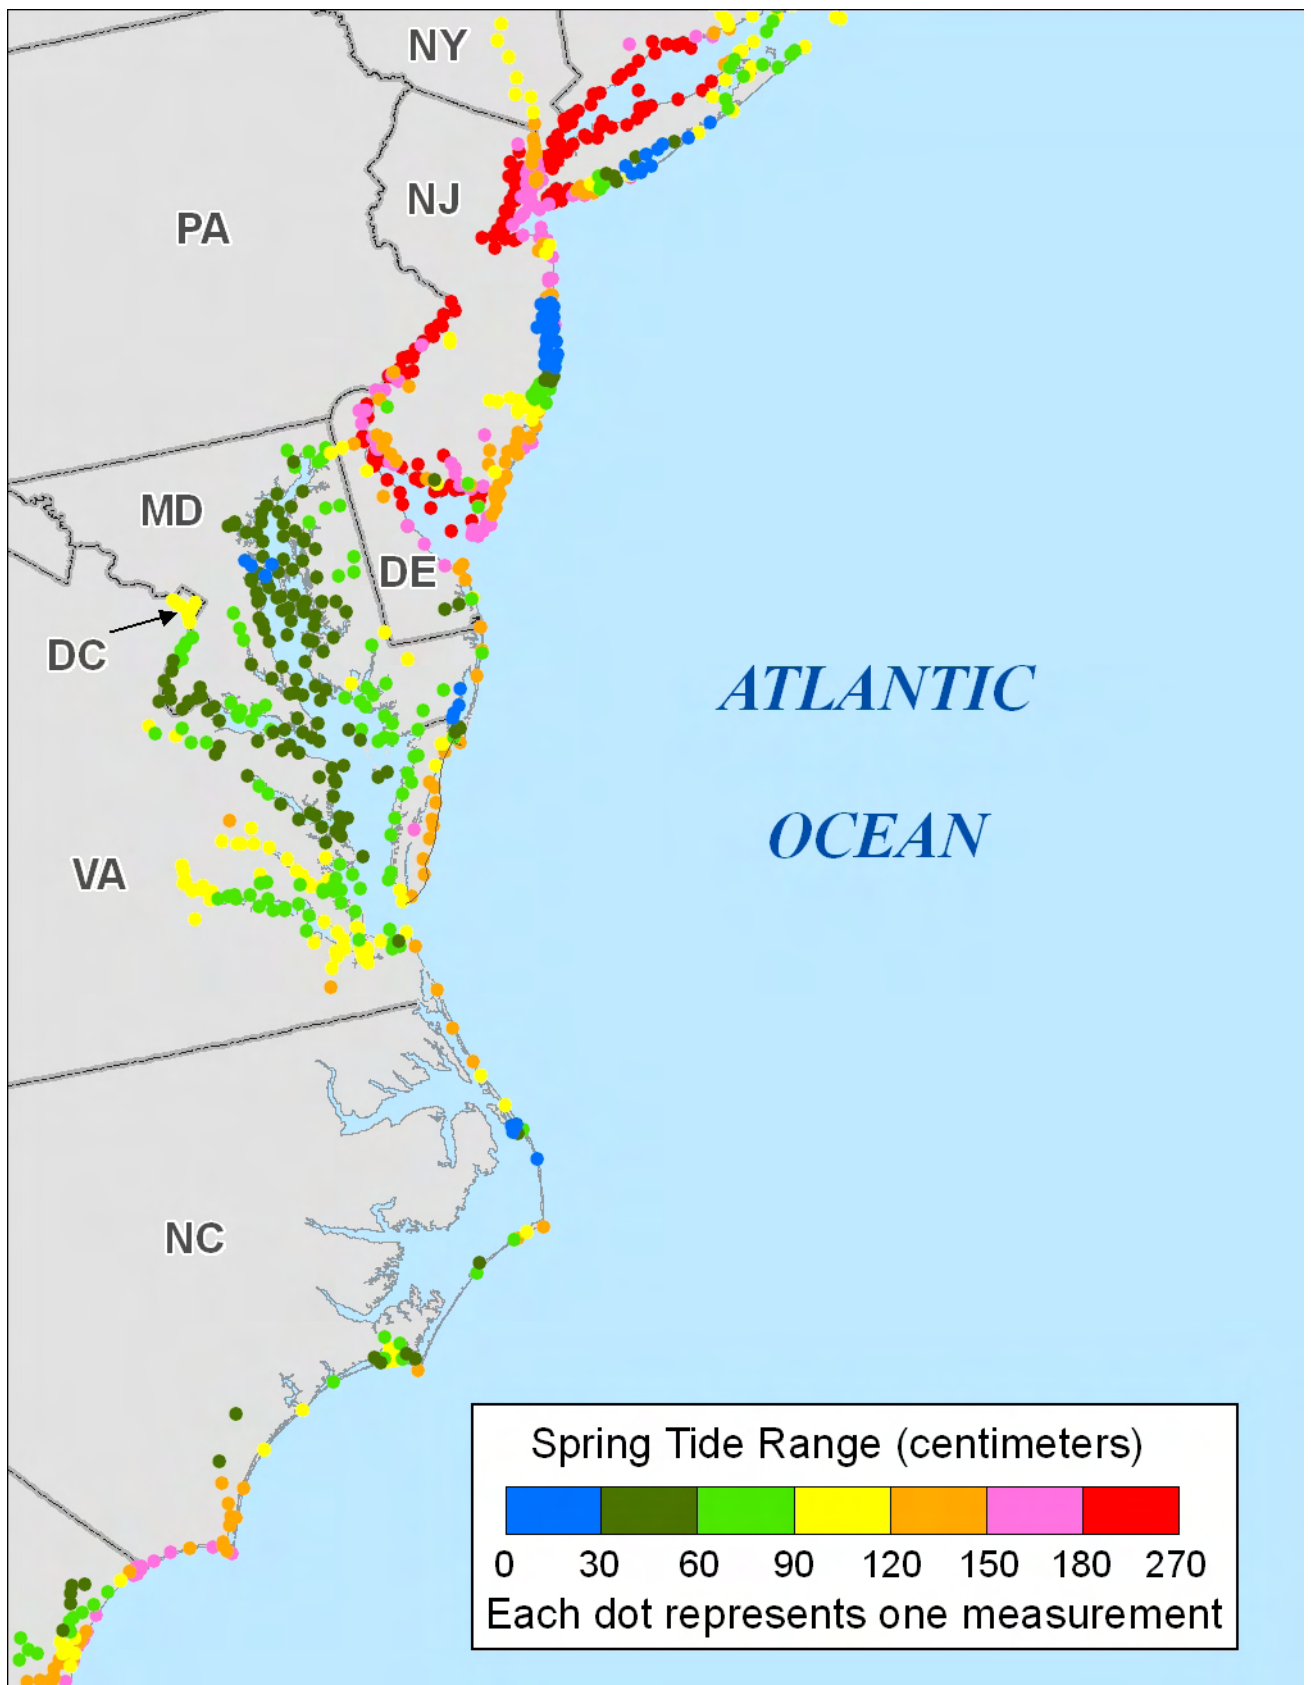 NY
NJ
PA
MD
DE
DC
ATLANTIC
OCEAN
VA
NC
Spring Tide Range (centimeters)
0 30 60 90 120 150 180 270
Each dot represents one measurement